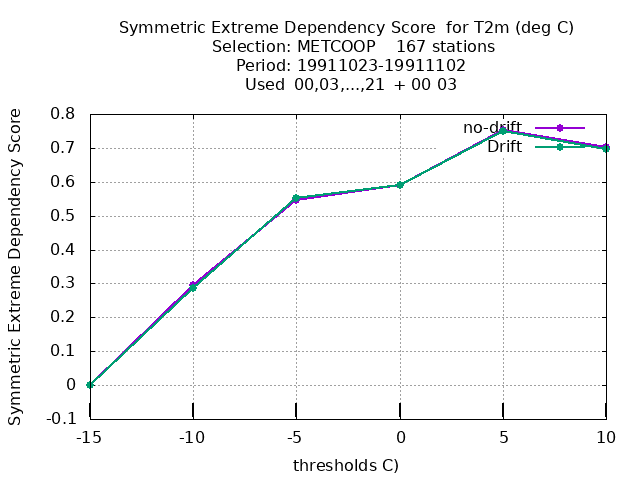 Symmetric Extreme Dependency Score  for T2m (deg C)
Selection: METCOOP    167 stations
Period: 19911023-19911102
Used  00,03,...,21  + 00 03
Symmetric Extreme Dependency Score
0.8
0.7
0.6
0.5
0.4
0.3
0.2
0.1
0
-0.1
no-drift
Drift
-15 -10 -5 0 5 10
thresholds C)